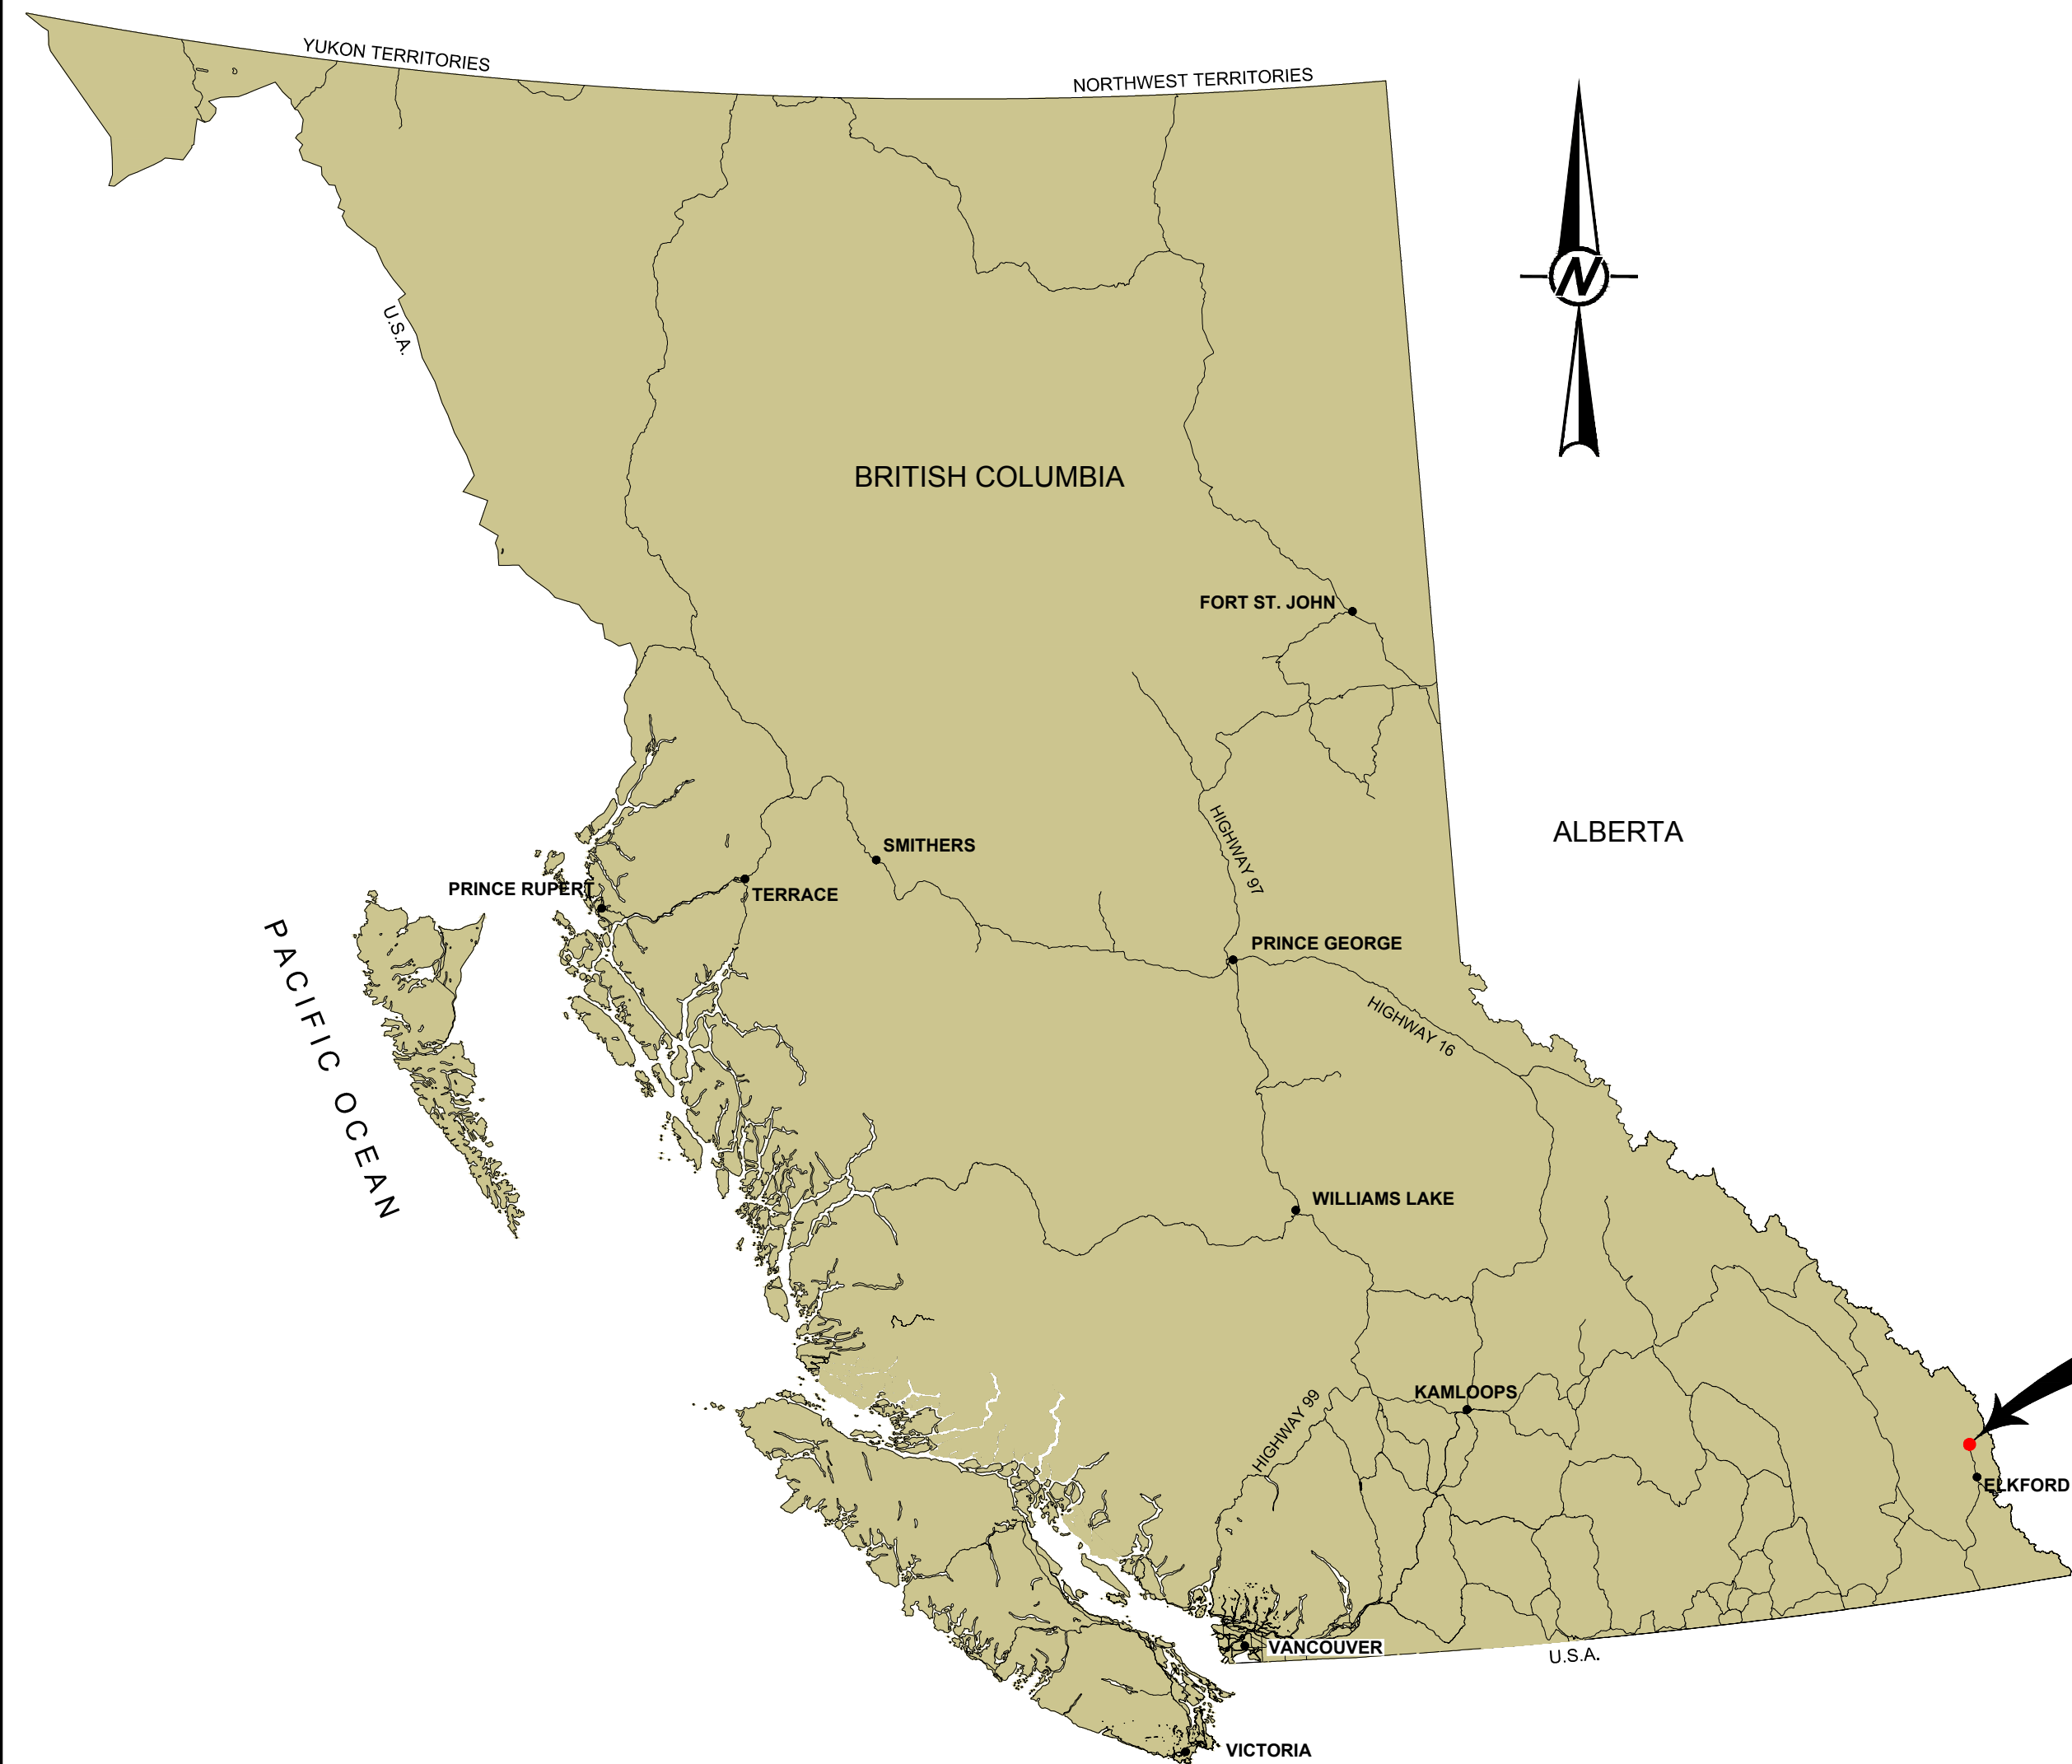 YUKON TERRITORIES
NORTHWEST TERRITORIES
N
U.S.A.
BRITISH COLUMBIA
FORT ST. JOHN
HIGHWAY 97
ALBERTA
SMITHERS
PRINCE RUPERT
TERRACE
PACIFIC OCEAN
PRINCE GEORGE
HIGHWAY 16
WILLIAMS LAKE
KAMLOOPS
HIGHWAY 99
ELKFORD
VANCOUVER
U.S.A.
VICTORIA